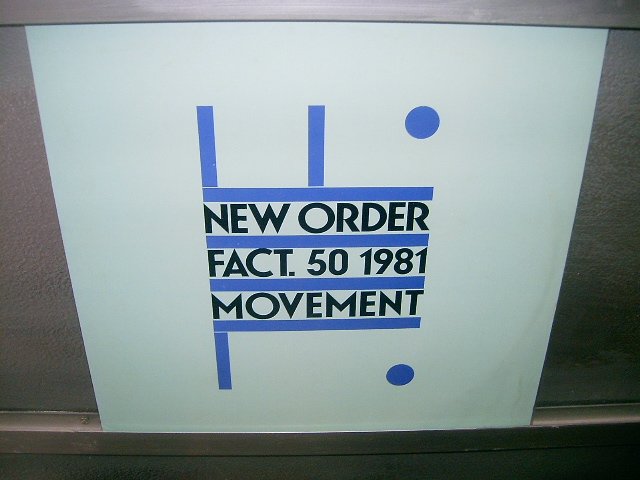 NEW ORDER
FACT. 50 1981
MOVEMENT